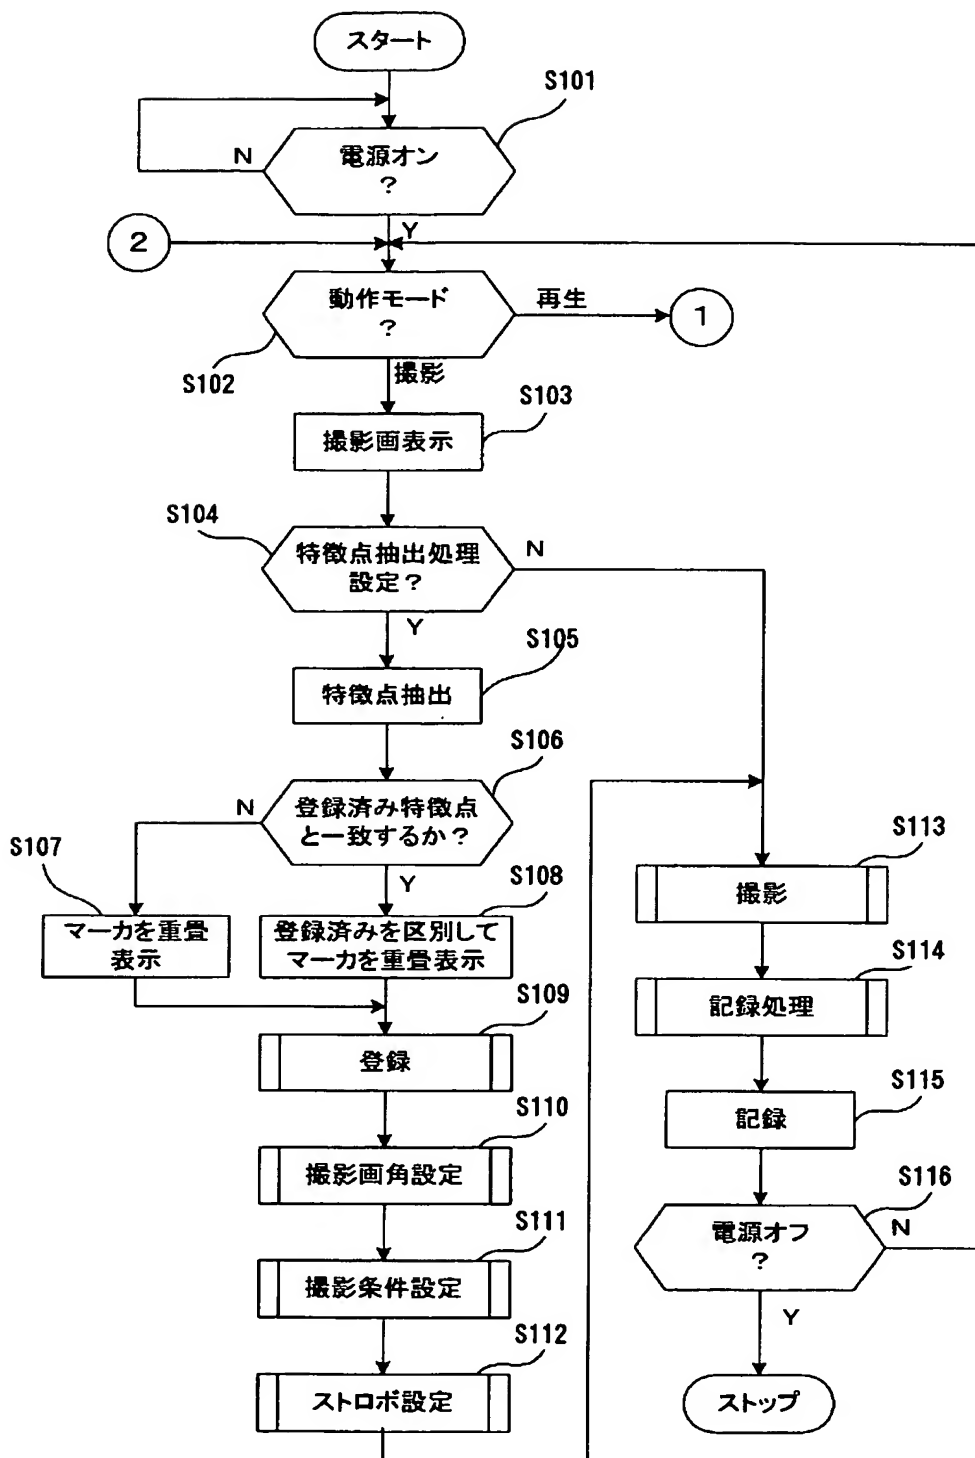 スタート
S101
電源オン
?
N
Y
2
動作モード
?
再生
1
S102
撮影
S103
撮影画表示
S104
特徴点抽出処理
設定?
N
Y
S105
特徴点抽出
S106
登録済み特徴点
と一致するか?
N
Y
S107
マーカを重畳
表示
S108
登録済みを区別して
マーカを重畳表示
S109
登録
S110
撮影画角設定
S111
撮影条件設定
S112
ストロボ設定
S113
撮影
S114
記録処理
S115
記録
S116
電源オフ
?
N
Y
ストップ